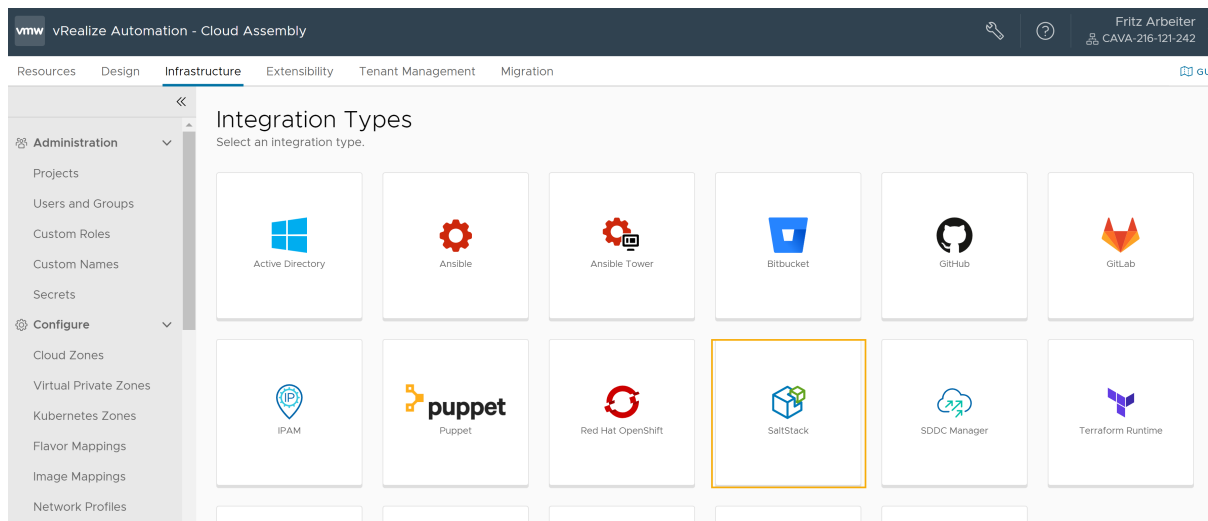 vmw vRealize Automation - Cloud Assembly
Fritz Arbeiter
CAVA-216-121-242
Resources Design Infrastructure Extensibility Tenant Management Migration
GU
Administration
Projects
Users and Groups
Custom Roles
Custom Names
Secrets
Configure
Cloud Zones
Virtual Private Zones
Kubernetes Zones
Flavor Mappings
Image Mappings
Network Profiles
Integration Types
Select an integration type.
Active Directory
Ansible
Ansible Tower
Bitbucket
GitHub
GitLab
IP
IPAM
puppet
Puppet
Red Hat OpenShift
SaltStack
SDDC Manager
Terraform Runtime